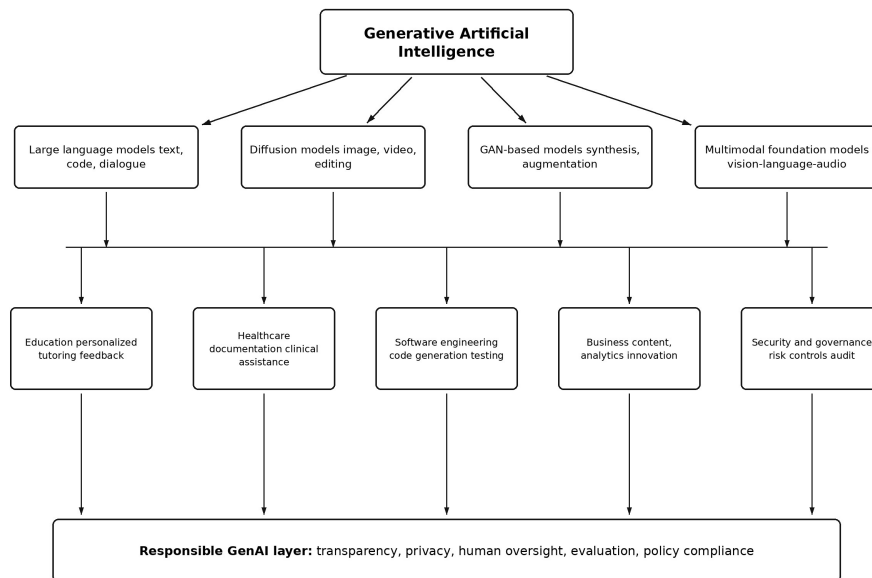 Generative Artificial
Intelligence
Large language models text,
code, dialogue
Diffusion models image, video,
editing
GAN-based models synthesis,
augmentation
Multimodal foundation models
vision-language-audio
Education personalized
tutoring feedback
Healthcare
documentation clinical
assistance
Software engineering
code generation testing
Business content,
analytics innovation
Security and governance
risk controls audit
Responsible GenAI layer: transparency, privacy, human oversight, evaluation, policy compliance